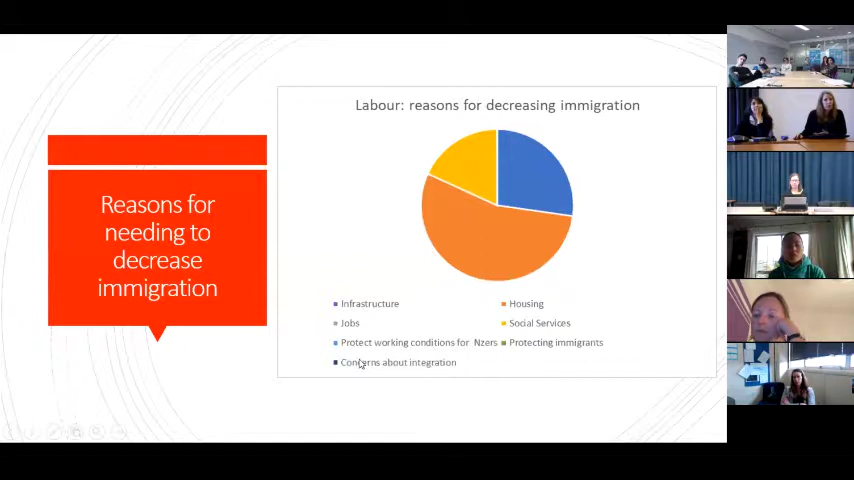 Reasons for
needing to
decrease
immigration
Labour: reasons for decreasing immigration
Infrastructure
Housing
Jobs
Social Services
Protect working conditions for Nzers
Protecting immigrants
Concerns about integration